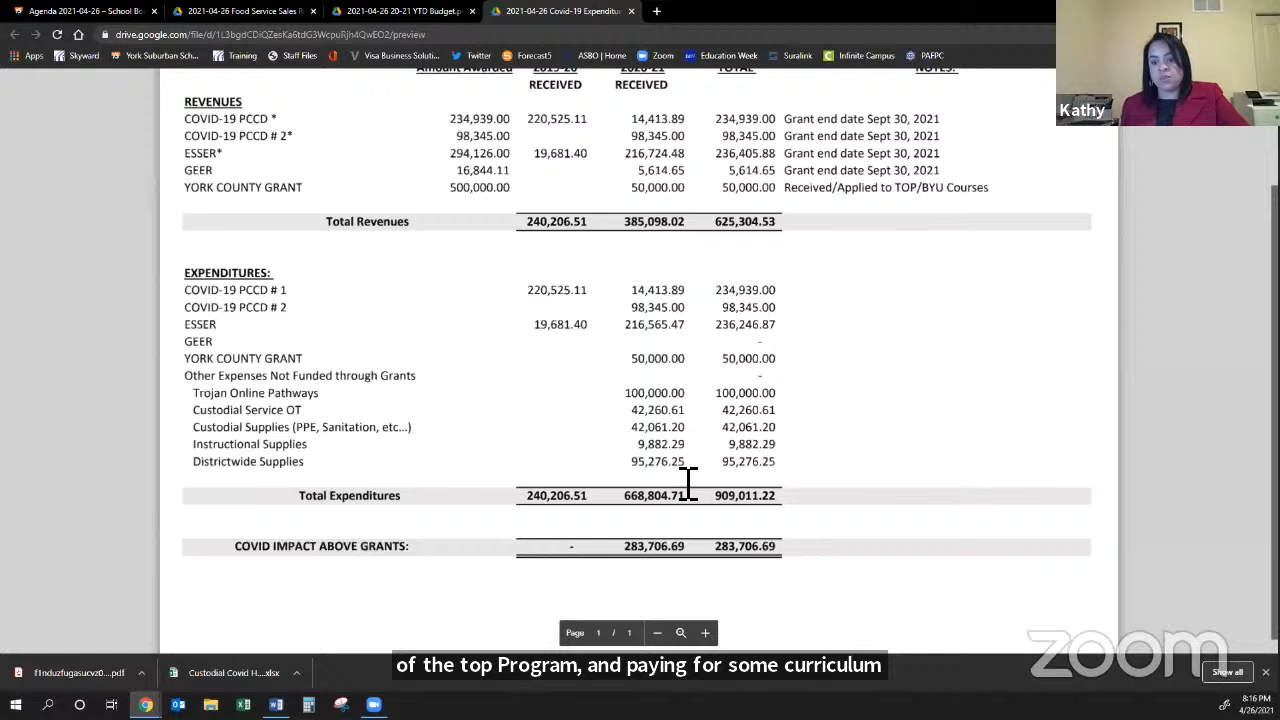 Agenda 2021-04-26 – School Bo...
2021-04-26 Food Service Sales R...
2021-04-26 20-21 YTD Budget.p...
2021-04-26 Covid-19 Expenditur...
drive.google.com/file/d/1L3bgdCDiQZesKa6tdG3WcpuRjh4QwEO2/preview
Apps Skyward York Suburban Sch... Training Staff Files Visa Business Soluti... Forecast5 ASBO | Home Zoom Education Week Suralink Infinite Campus PAFPC
Kathy
Amount Awarded 2019-20 2020-21 TOTAL NOTES:
RECEIVED RECEIVED
REVENUES
COVID-19 PCCD * 234,939.00 220,525.11 14,413.89 234,939.00 Grant end date Sept 30, 2021
COVID-19 PCCD # 2* 98,345.00 98,345.00 98,345.00 Grant end date Sept 30, 2021
ESSER* 294,126.00 19,681.40 216,724.48 236,405.88 Grant end date Sept 30, 2021
GEER 16,844.11 5,614.65 5,614.65 Grant end date Sept 30, 2021
YORK COUNTY GRANT 500,000.00 50,000.00 50,000.00 Received/Applied to TOP/BYU Courses
Total Revenues 240,206.51 385,098.02 625,304.53
EXPENDITURES:
COVID-19 PCCD # 1 220,525.11 14,413.89 234,939.00
COVID-19 PCCD # 2 98,345.00 98,345.00
ESSER 19,681.40 216,565.47 236,246.87
GEER -
YORK COUNTY GRANT 50,000.00 50,000.00
Other Expenses Not Funded through Grants -
Trojan Online Pathways 100,000.00 100,000.00
Custodial Service OT 42,260.61 42,260.61
Custodial Supplies (PPE, Sanitation, etc...) 42,061.20 42,061.20
Instructional Supplies 9,882.29 9,882.29
Districtwide Supplies 95,276.25 95,276.25
Total Expenditures 240,206.51 668,804.71 909,011.22
COVID IMPACT ABOVE GRANTS: - 283,706.69 283,706.69
Page 1 / 1
zoom
of the top Program, and paying for some curriculum
f1nduzfugasucvd0....pdf
Custodial Covid H....xlsx
Show all
8:16 PM
4/26/2021